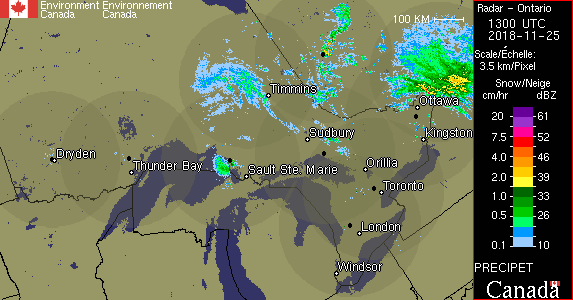 Environment Environnement
Canada Canada
100 KM
Timmins
Ottawa
Sudbury
Kingston
Dryden
Thunder Bay
Sault Ste. Marie
Orillia
Toronto
London
Windsor
Radar - Ontario
1300 UTC
2018-11-25
Scale/Échelle:
3.5 km/Pixel
Snow/Neige
cm/hr dBZ
20 61
7.5 52
4.0 46
2.0 39
1.0 33
0.5 26
0.1 10
PRECIPET
Canada